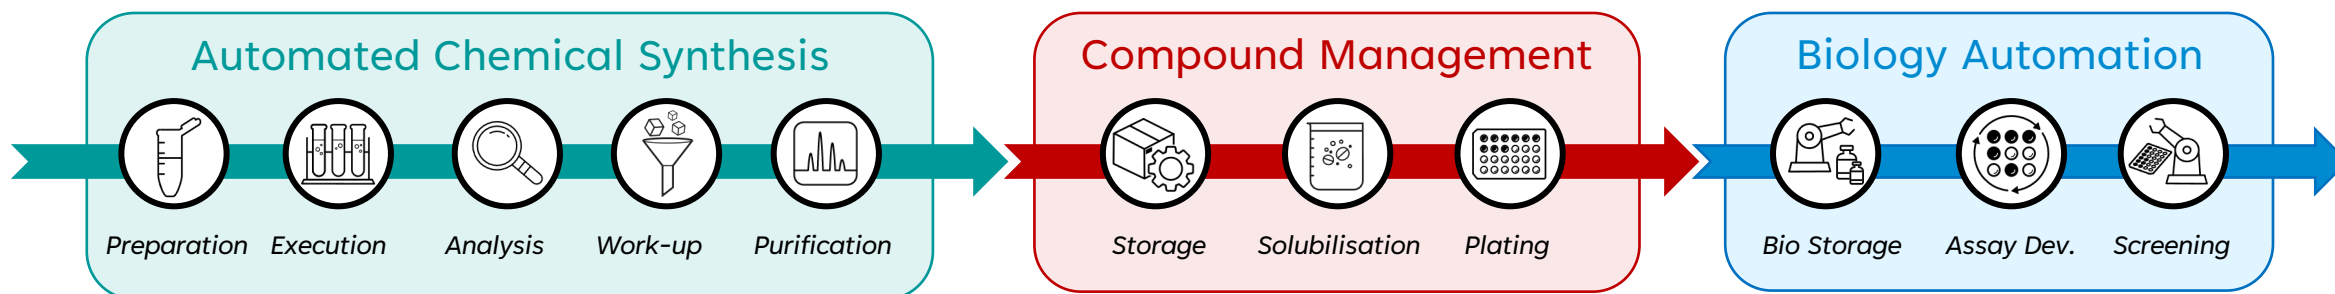 Automated Chemical Synthesis
Preparation
Execution
Analysis
Work-up
Purification
Compound Management
Storage
Solubilisation
Plating
Biology Automation
Bio Storage
Assay Dev.
Screening